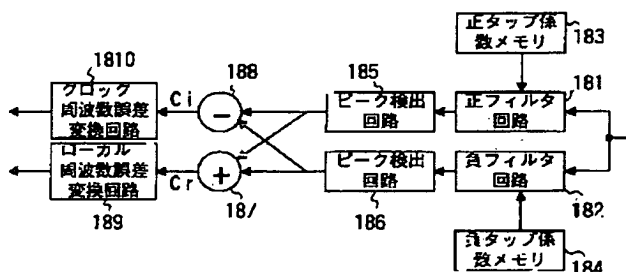 1810
クロック
周波数誤差
変換回路
Ci
188
−
185
ピーク検出
回路
正タップ係
数メモリ
183
181
正フィルタ
回路
ローカル
周波数誤差
変換回路
189
Cr
+
187
ピーク検出
回路
186
負フィルタ
回路
182
負タップ係
数メモリ
184